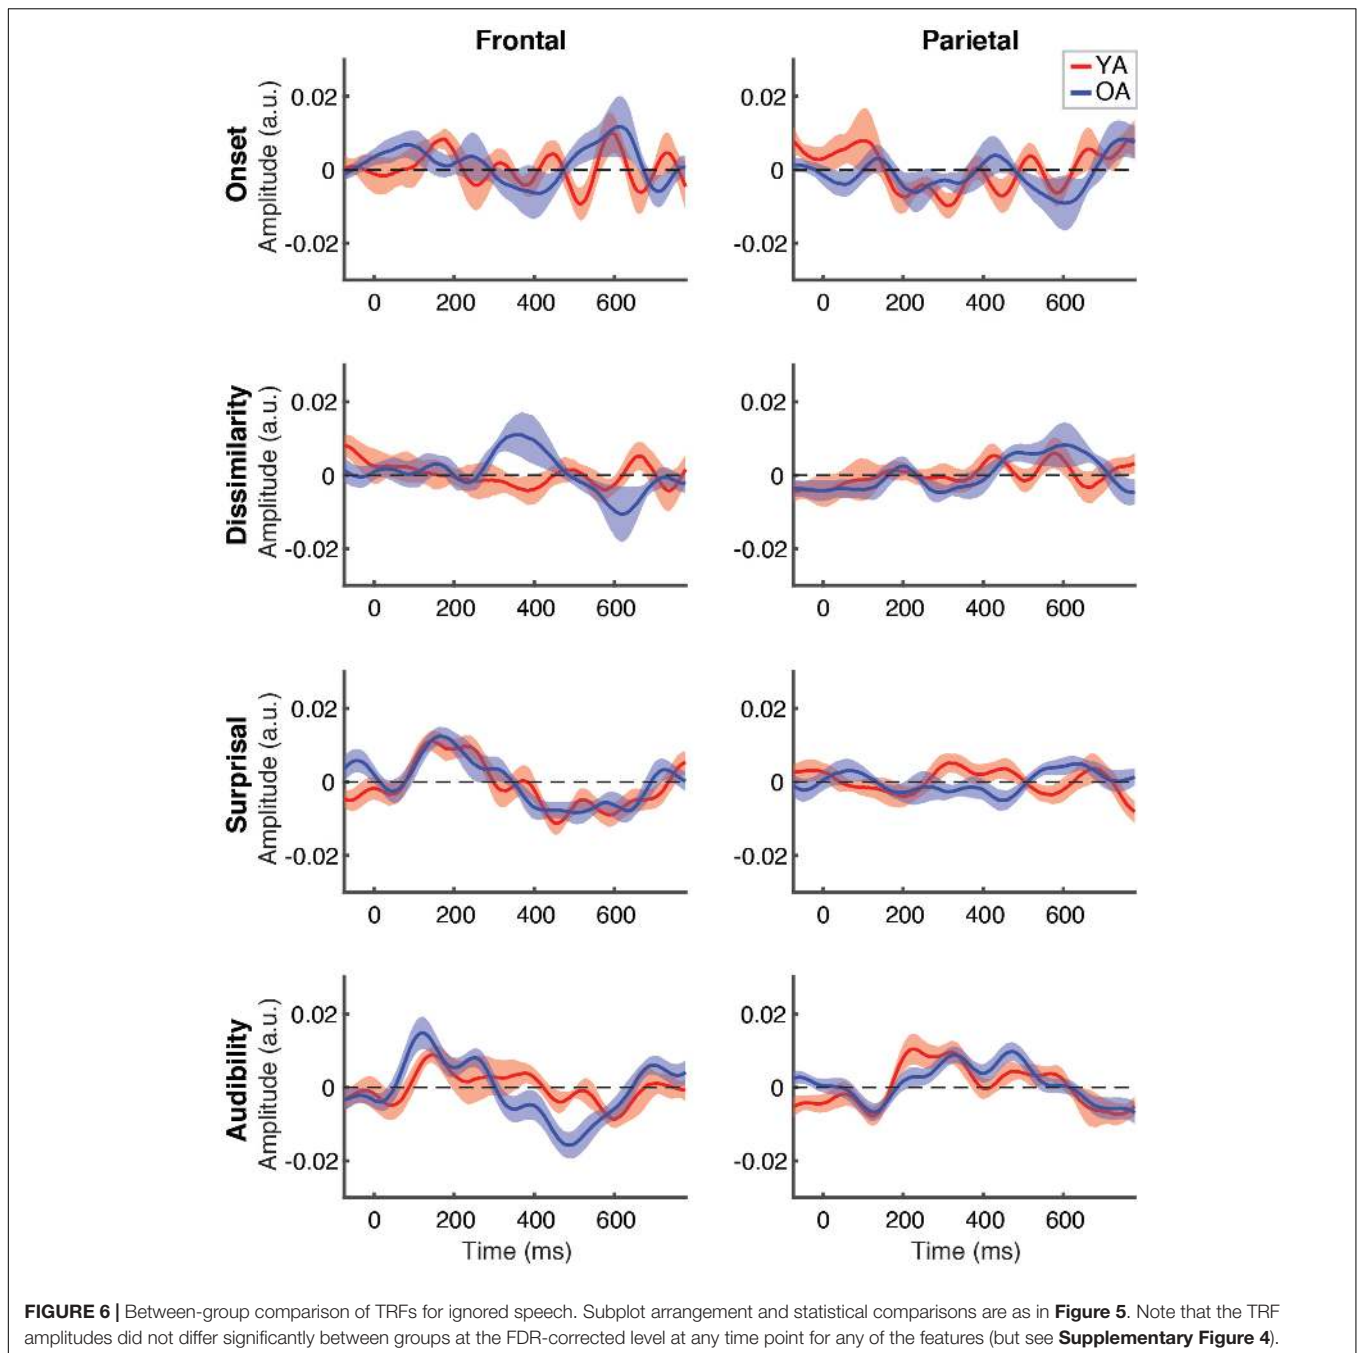 Frontal
Parietal
YA
OA
Onset
Amplitude (a.u.)
0.02
0
-0.02
0 200 400 600
0.02
0
-0.02
0 200 400 600
Dissimilarity
Amplitude (a.u.)
0.02
0
-0.02
0 200 400 600
0.02
0
-0.02
0 200 400 600
Surprisal
Amplitude (a.u.)
0.02
0
-0.02
0 200 400 600
0.02
0
-0.02
0 200 400 600
Audibility
Amplitude (a.u.)
0.02
0
-0.02
0 200 400 600
Time (ms)
0.02
0
-0.02
0 200 400 600
Time (ms)
FIGURE 6 | Between-group comparison of TRFs for ignored speech. Subplot arrangement and statistical comparisons are as in Figure 5. Note that the TRF
amplitudes did not differ significantly between groups at the FDR-corrected level at any time point for any of the features (but see Supplementary Figure 4).